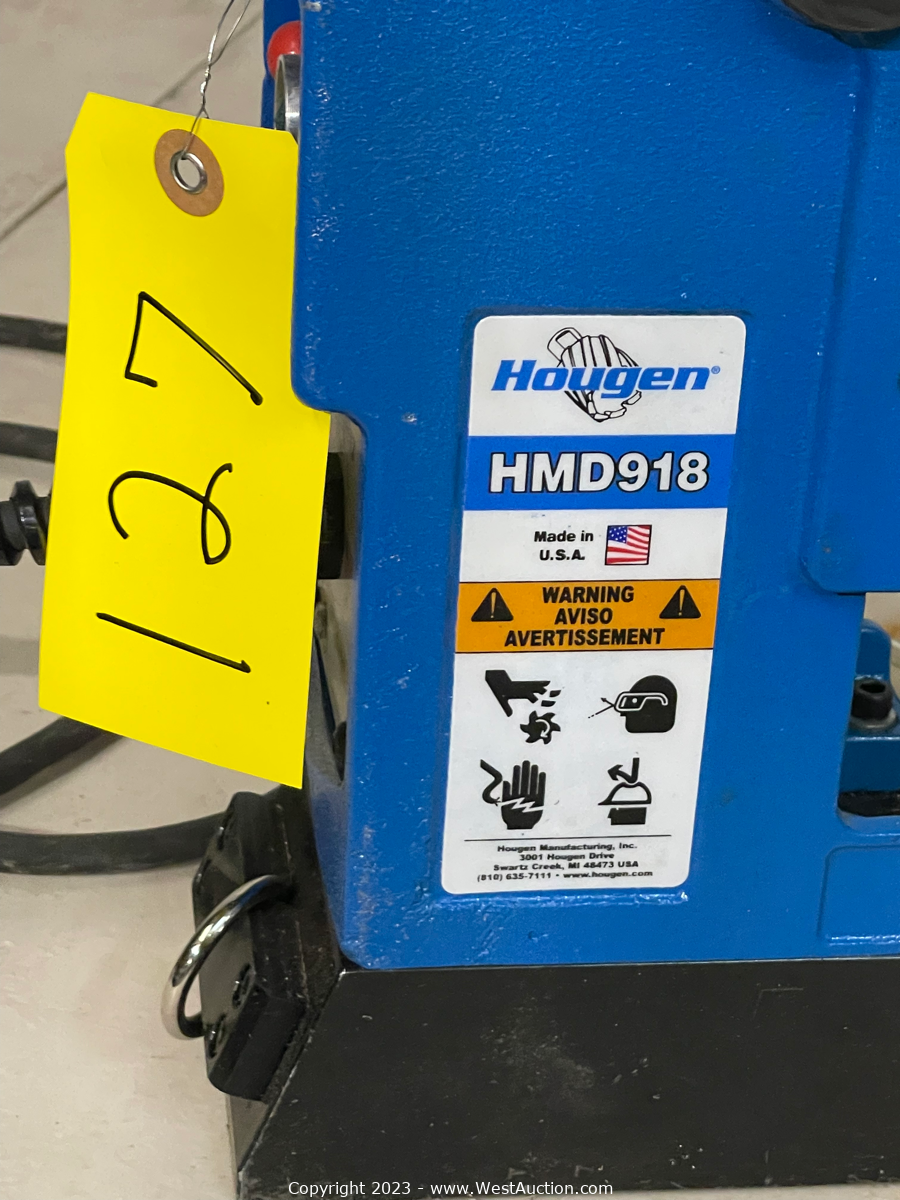 127
Hougen®
HMD918
Made in
U.S.A.
WARNING
AVISO
AVERTISSEMENT
Hougen Manufacturing, Inc.
3001 Hougen Drive
Swartz Creek, MI 48473 USA
(810) 635-7111 • www.hougen.com
Copyright 2023 - www.WestAuction.com